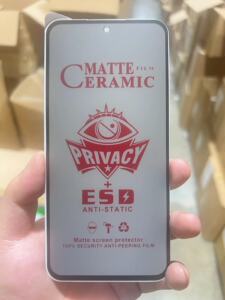 MATTE FILM
CERAMIC
PRIVACY
+
ESD
ANTI-STATIC
Matte screen protector
100% SECURITY ANTI-PEEPING FILM